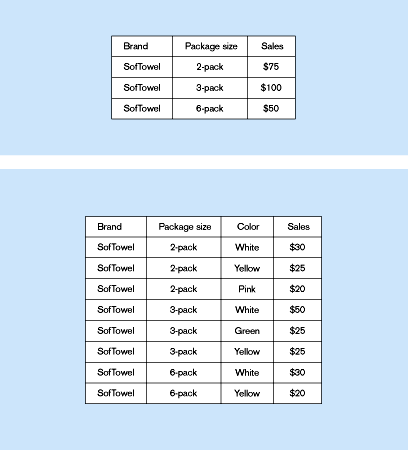 Brand Package size Sales
SofTowel 2-pack $75
SofTowel 3-pack $100
SofTowel 6-pack $50
Brand Package size Color Sales
SofTowel 2-pack White $30
SofTowel 2-pack Yellow $25
SofTowel 2-pack Pink $20
SofTowel 3-pack White $50
SofTowel 3-pack Green $25
SofTowel 3-pack Yellow $25
SofTowel 6-pack White $30
SofTowel 6-pack Yellow $20